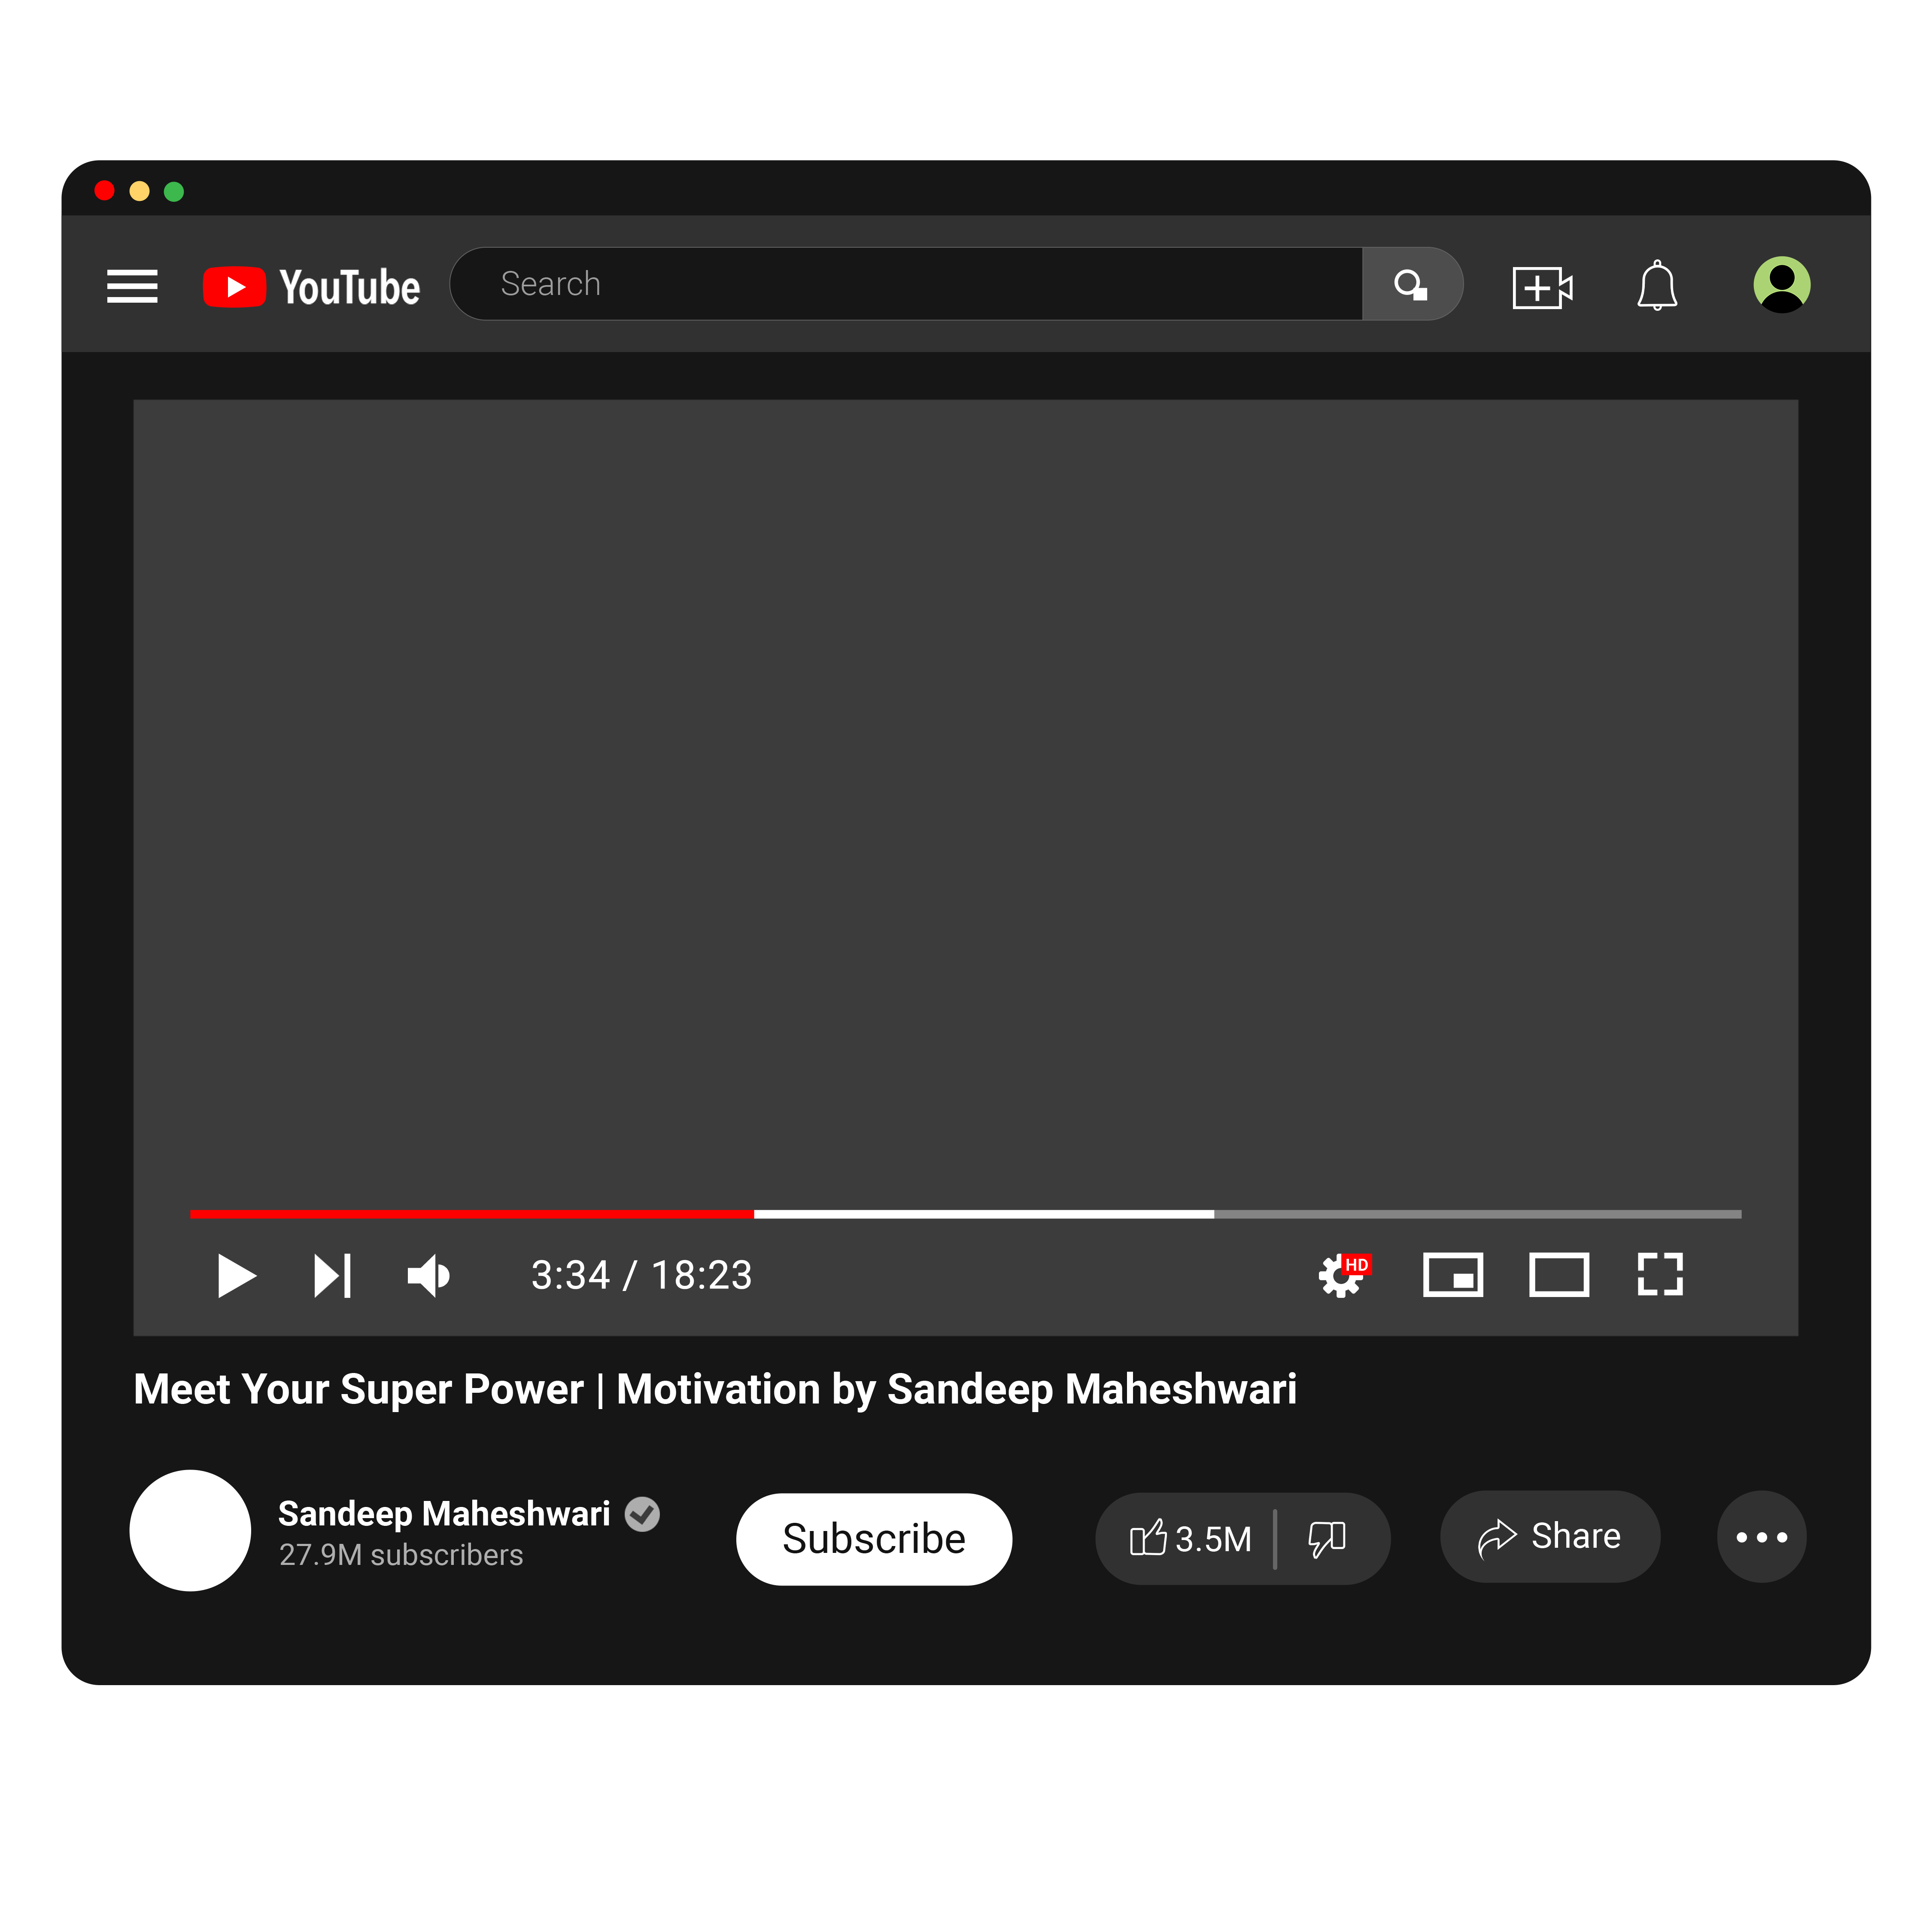 YouTube
Search
3:34 / 18:23
HD
Meet Your Super Power | Motivation by Sandeep Maheshwari
Sandeep Maheshwari
27.9M subscribers
Subscribe
3.5M
Share